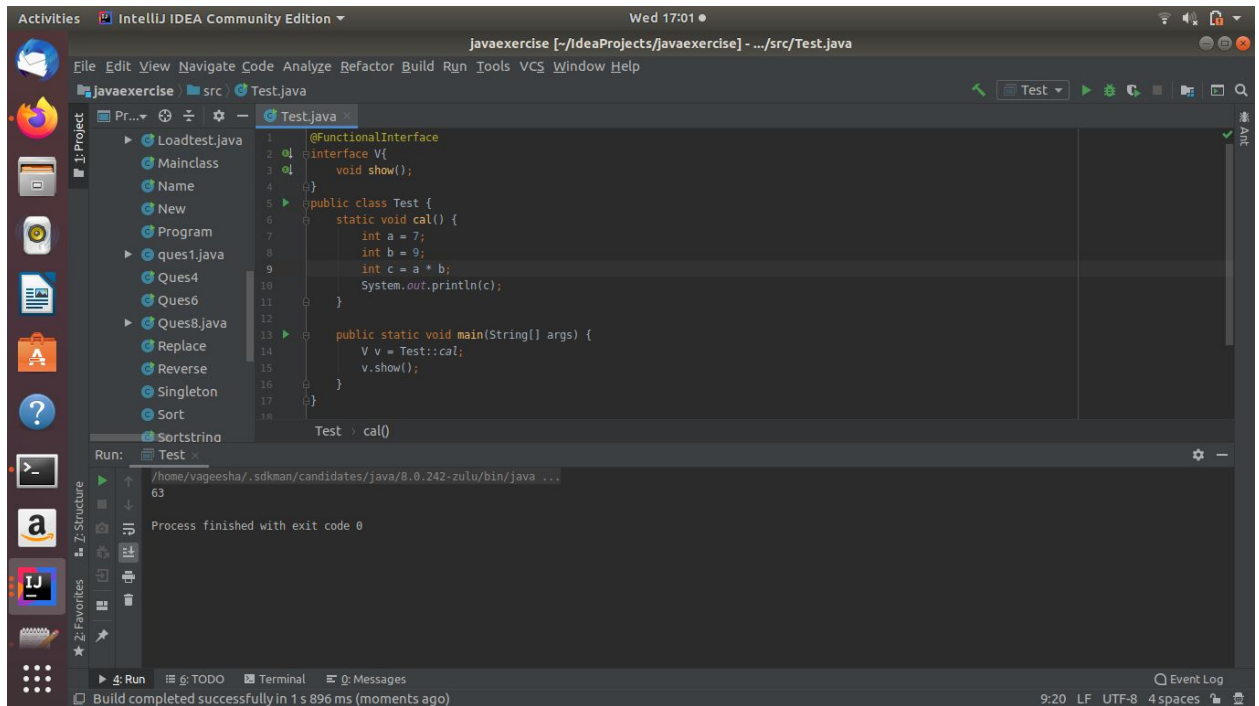 Activities IntelliJ IDEA Community Edition Wed 17:01
javaexercise [~/IdeaProjects/javaexercise] - .../src/Test.java
File Edit View Navigate Code Analyze Refactor Build Run Tools VCS Window Help
javaexercise src Test.java Test
1: Project
Pr... Test.java
Ant
Loadtest.java
Mainclass
Name
New
Program
ques1.java
Ques4
Ques6
Ques8.java
Replace
Reverse
Singleton
Sort
Sortstring
1 @FunctionalInterface
2 interface V{
3 void show();
4 }
5 public class Test {
6 static void cal() {
7 int a = 7;
8 int b = 9;
9 int c = a * b;
10 System.out.println(c);
11 }
12
13 public static void main(String[] args) {
14 V v = Test::cal;
15 v.show();
16 }
17 }
18
Test > cal()
Run: Test
/home/vageesha/.sdkman/candidates/java/8.0.242-zulu/bin/java ...
63
Process finished with exit code 0
Z: Structure
2: Favorites
4: Run 6: TODO Terminal 0: Messages Event Log
Build completed successfully in 1 s 896 ms (moments ago) 9:20 LF UTF-8 4 spaces